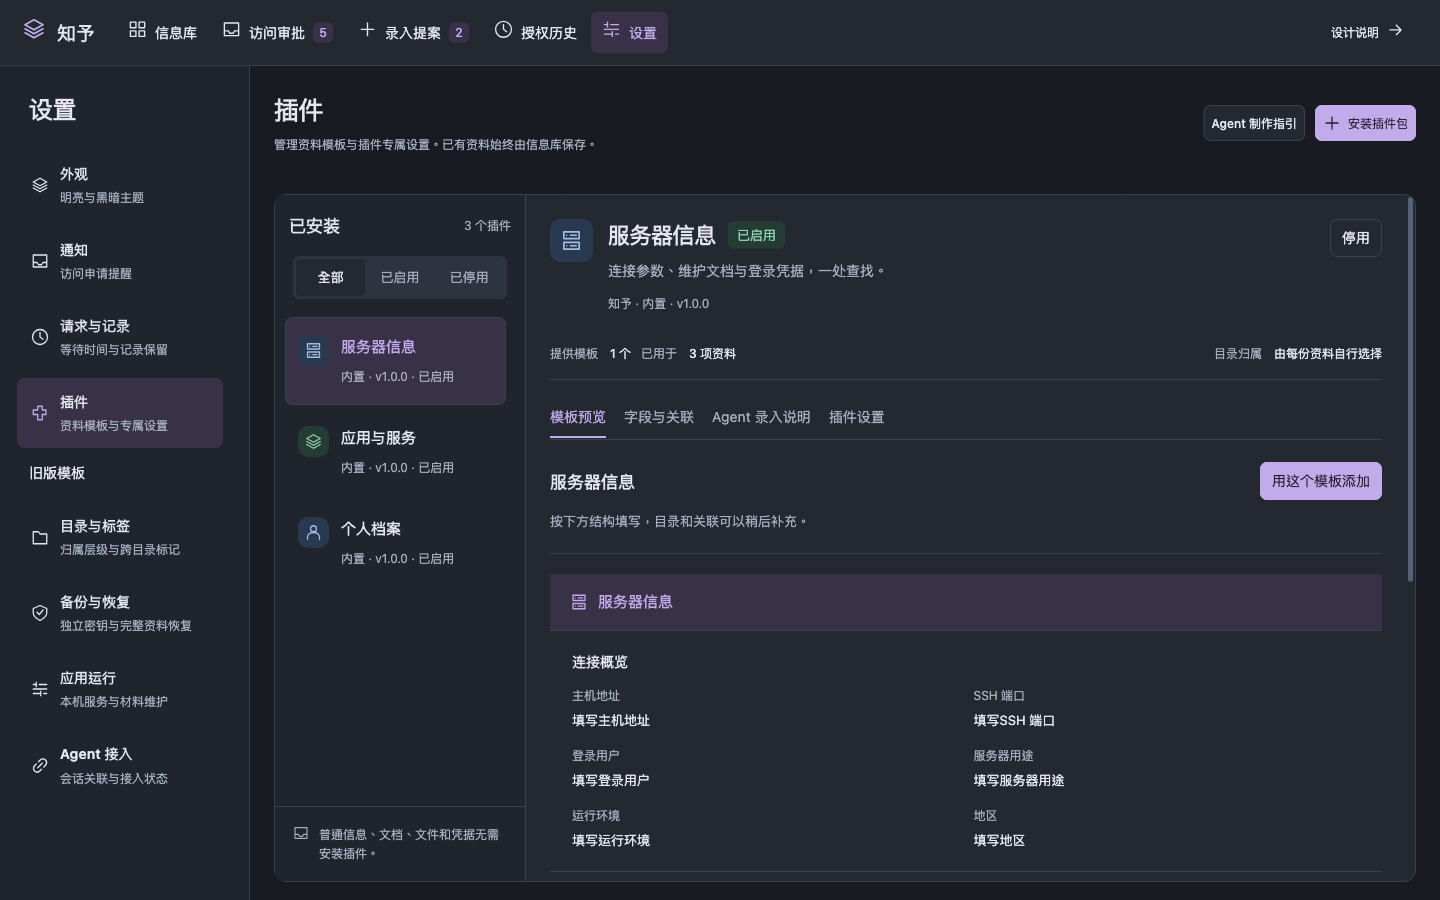 知予
信息库
访问审批 5
录入提案 2
授权历史
设置
设计说明
设置
外观
明亮与黑暗主题
通知
访问申请提醒
请求与记录
等待时间与记录保留
插件
资料模板与专属设置
旧版模板
目录与标签
归属层级与跨目录标记
备份与恢复
独立密钥与完整资料恢复
应用运行
本机服务与材料维护
Agent 接入
会话关联与接入状态
插件
管理资料模板与插件专属设置。已有资料始终由信息库保存。
Agent 制作指引
安装插件包
已安装
3 个插件
全部
已启用
已停用
服务器信息
内置 · v1.0.0 · 已启用
应用与服务
内置 · v1.0.0 · 已启用
个人档案
内置 · v1.0.0 · 已启用
普通信息、文档、文件和凭据无需
安装插件。
服务器信息
已启用
停用
连接参数、维护文档与登录凭据，一处查找。
知予 · 内置 · v1.0.0
提供模板 1 个 已用于 3 项资料
目录归属 由每份资料自行选择
模板预览
字段与关联
Agent 录入说明
插件设置
服务器信息
用这个模板添加
按下方结构填写，目录和关联可以稍后补充。
服务器信息
连接概览
主机地址
填写主机地址
SSH 端口
填写SSH 端口
登录用户
填写登录用户
服务器用途
填写服务器用途
运行环境
填写运行环境
地区
填写地区